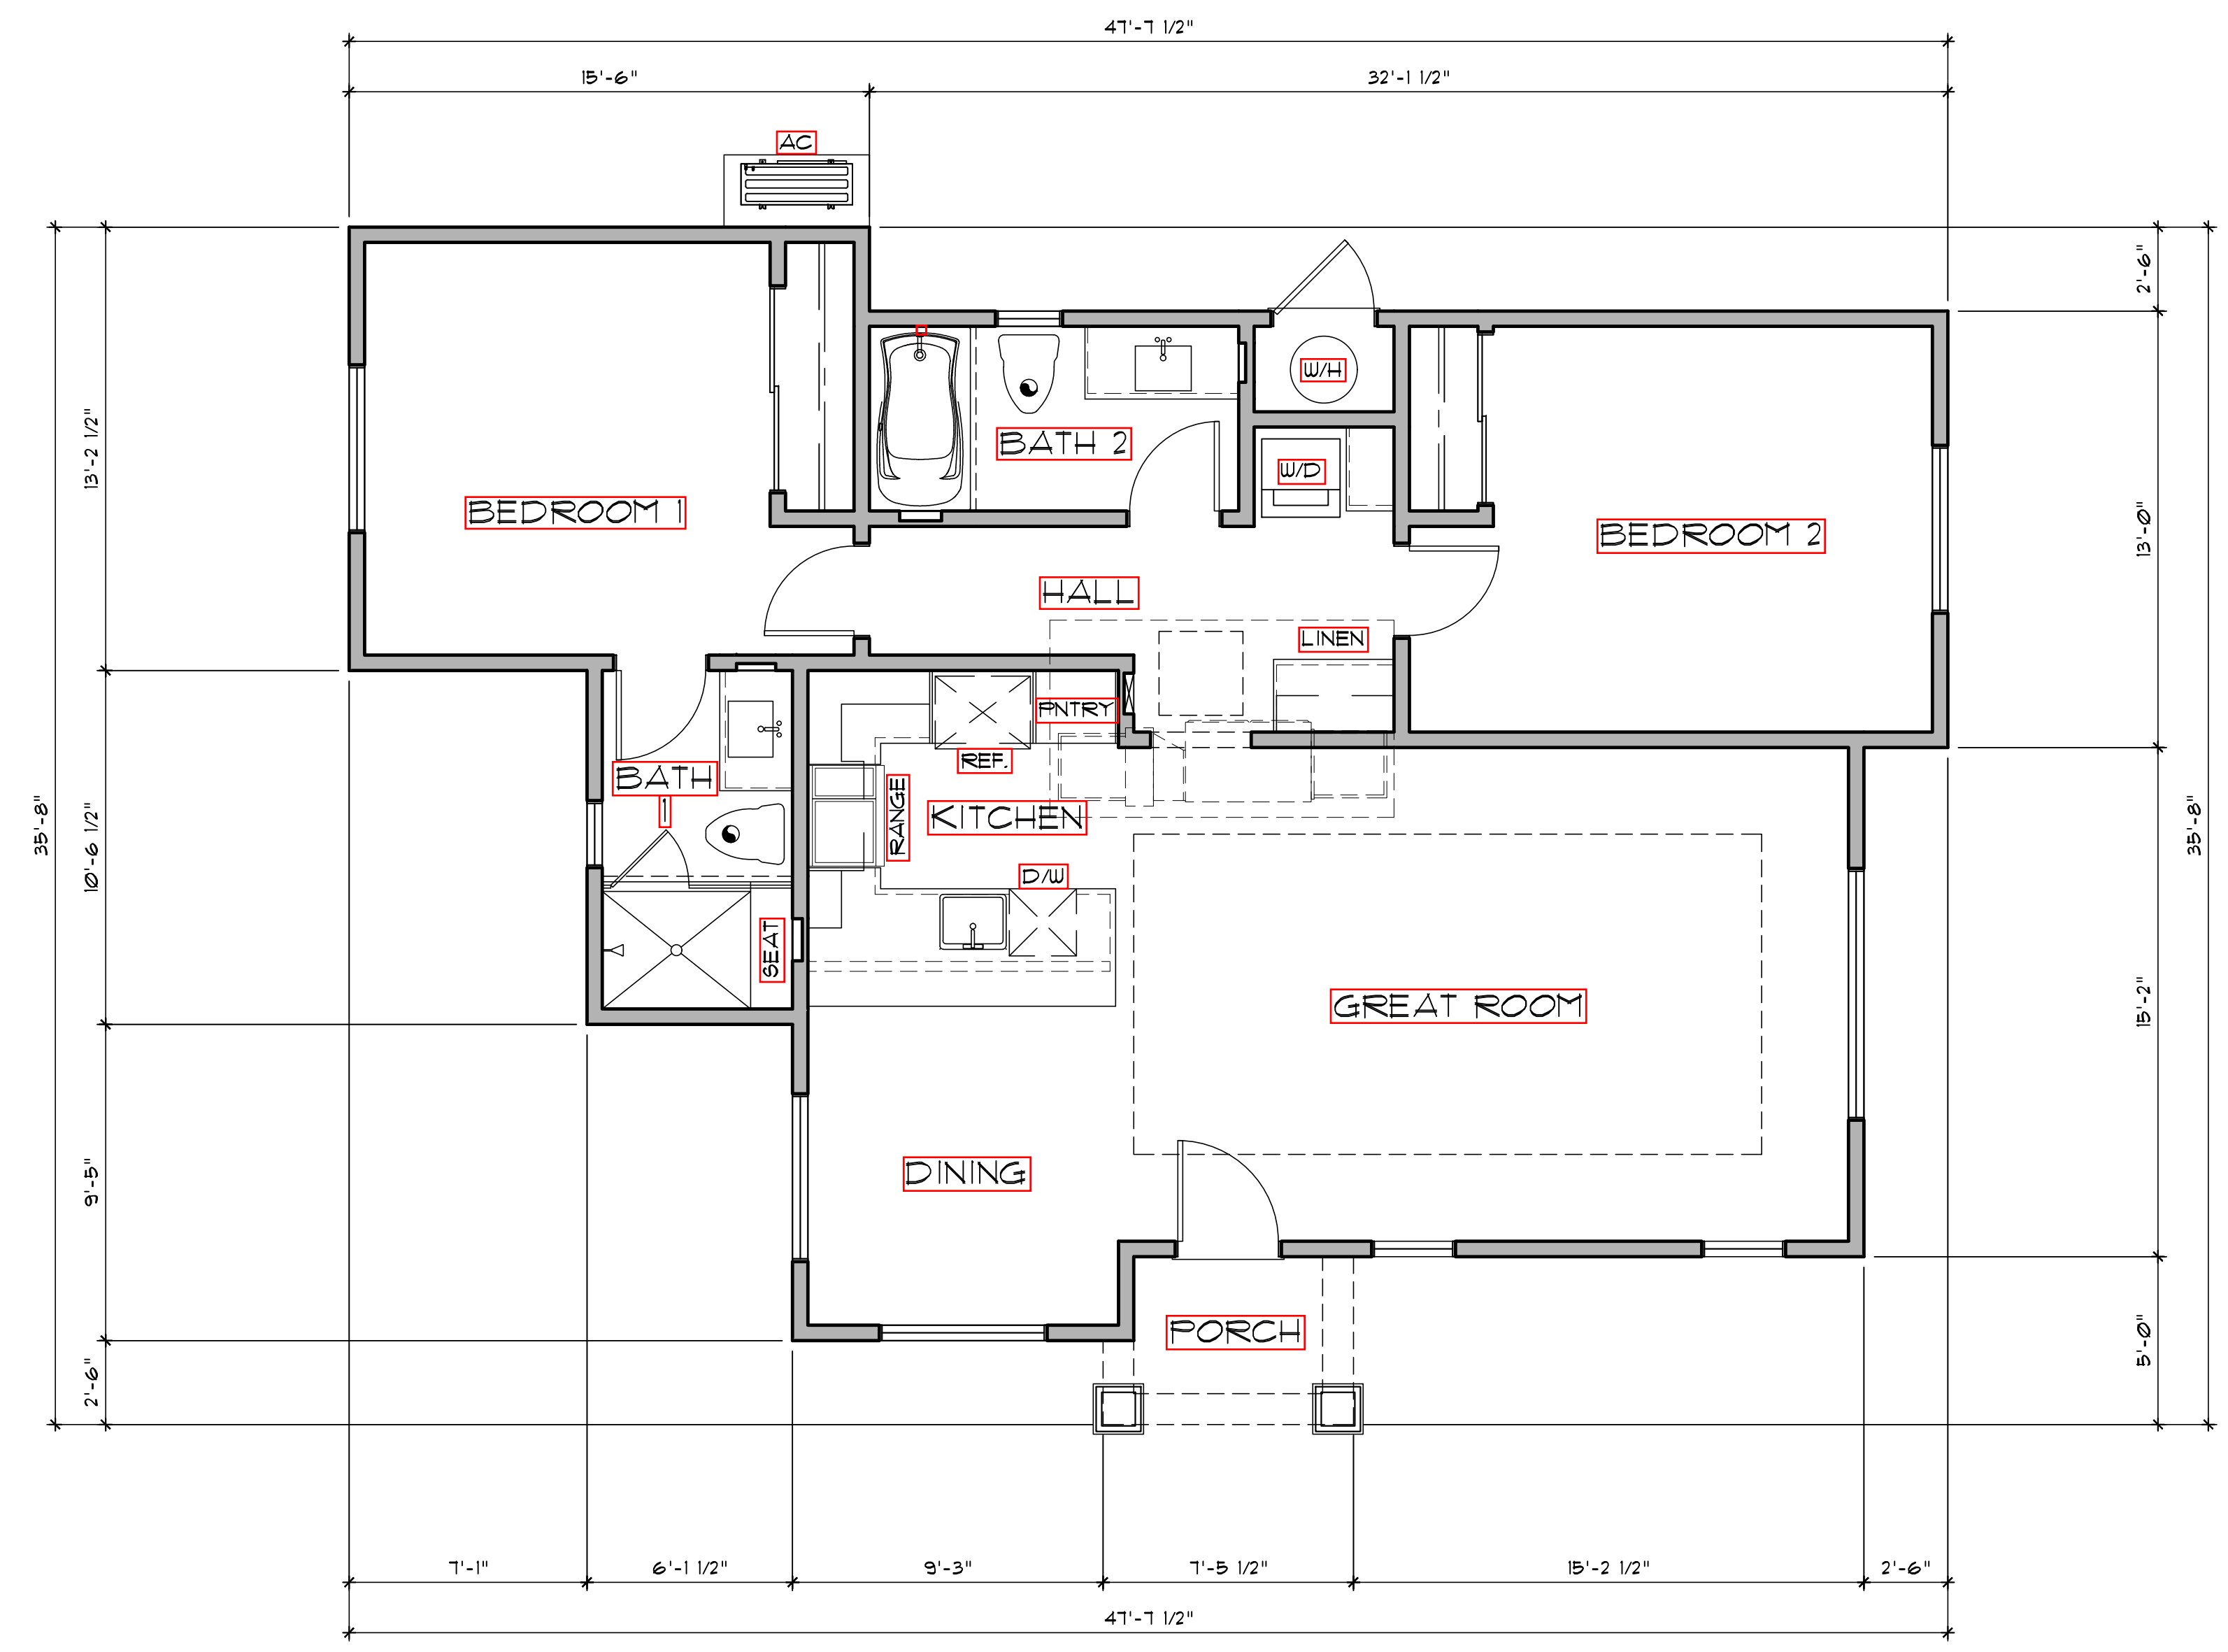 47'-7 1/2"
15'-6"
32'-1 1/2"
AC
2'-6"
W/H
13'-2 1/2"
BATH 2
W/D
BEDROOM 1
BEDROOM 2
13'-0"
HALL
LINEN
PNTRY
REF.
BATH
1
RANGE
KITCHEN
35'-8"
10'-6 1/2"
35'-8"
D/W
SEAT
GREAT ROOM
15'-2"
DINING
9'-5"
PORCH
2'-6"
5'-0"
7'-1"
6'-1 1/2"
9'-3"
7'-5 1/2"
15'-2 1/2"
2'-6"
47'-7 1/2"